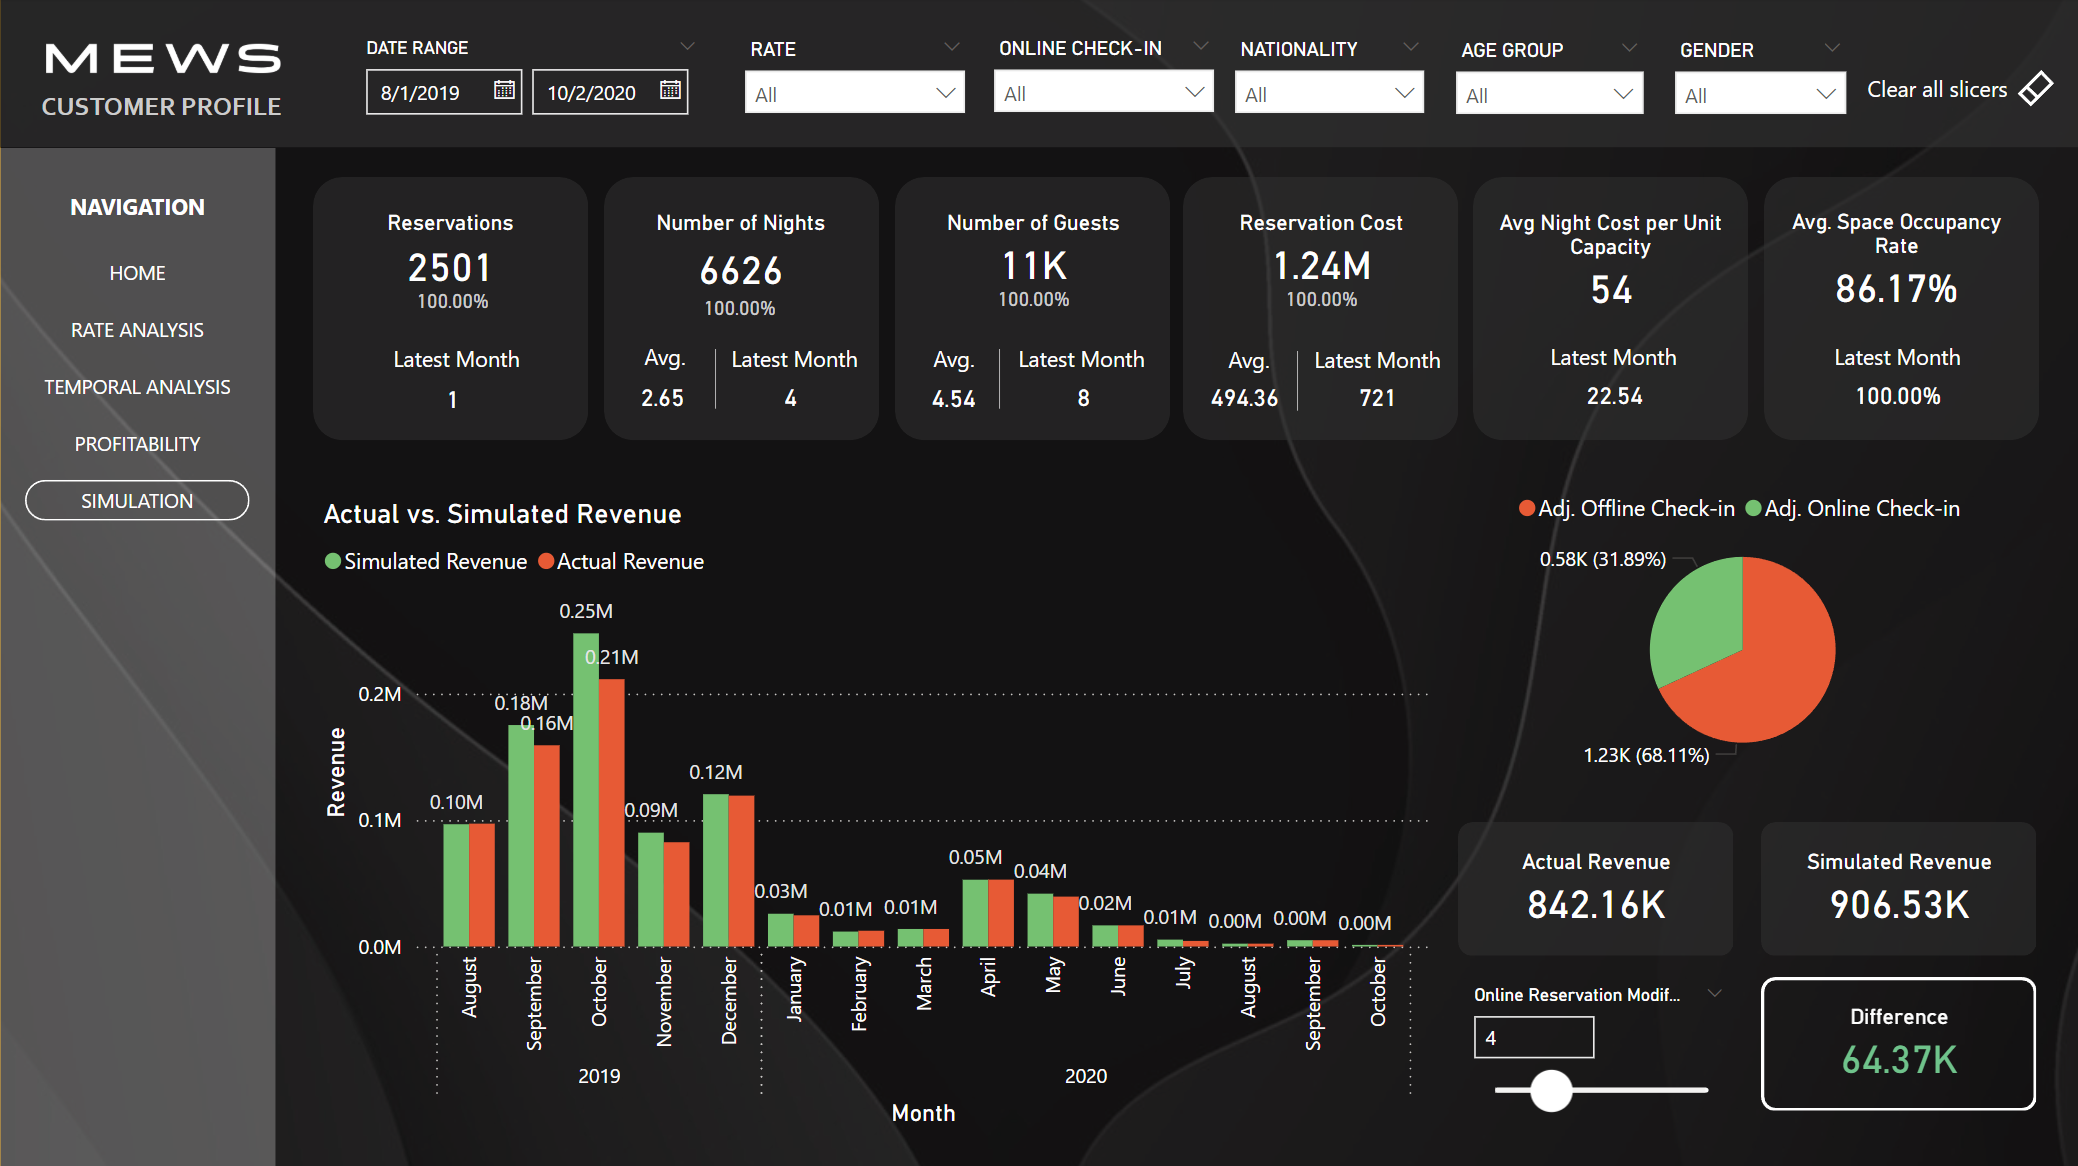 MEWS
CUSTOMER PROFILE
DATE RANGE
8/1/2019
10/2/2020
RATE
All
ONLINE CHECK-IN
All
NATIONALITY
All
AGE GROUP
All
GENDER
All
Clear all slicers
NAVIGATION
HOME
RATE ANALYSIS
TEMPORAL ANALYSIS
PROFITABILITY
SIMULATION
Reservations
2501
100.00%
Latest Month
1
Number of Nights
6626
100.00%
Avg.
2.65
Latest Month
4
Number of Guests
11K
100.00%
Avg.
4.54
Latest Month
8
Reservation Cost
1.24M
100.00%
Avg.
494.36
Latest Month
721
Avg Night Cost per Unit
Capacity
54
Latest Month
22.54
Avg. Space Occupancy
Rate
86.17%
Latest Month
100.00%
Actual vs. Simulated Revenue
Simulated Revenue
Actual Revenue
Revenue
0.2M
0.1M
0.0M
0.10M
0.18M
0.16M
0.25M
0.21M
0.09M
0.12M
0.03M
0.01M
0.01M
0.05M
0.04M
0.02M
0.01M
0.00M
0.00M
0.00M
August
September
October
November
December
January
February
March
April
May
June
July
August
September
October
2019
2020
Month
Adj. Offline Check-in
Adj. Online Check-in
0.58K (31.89%)
1.23K (68.11%)
Actual Revenue
842.16K
Simulated Revenue
906.53K
Online Reservation Modif...
4
Difference
64.37K